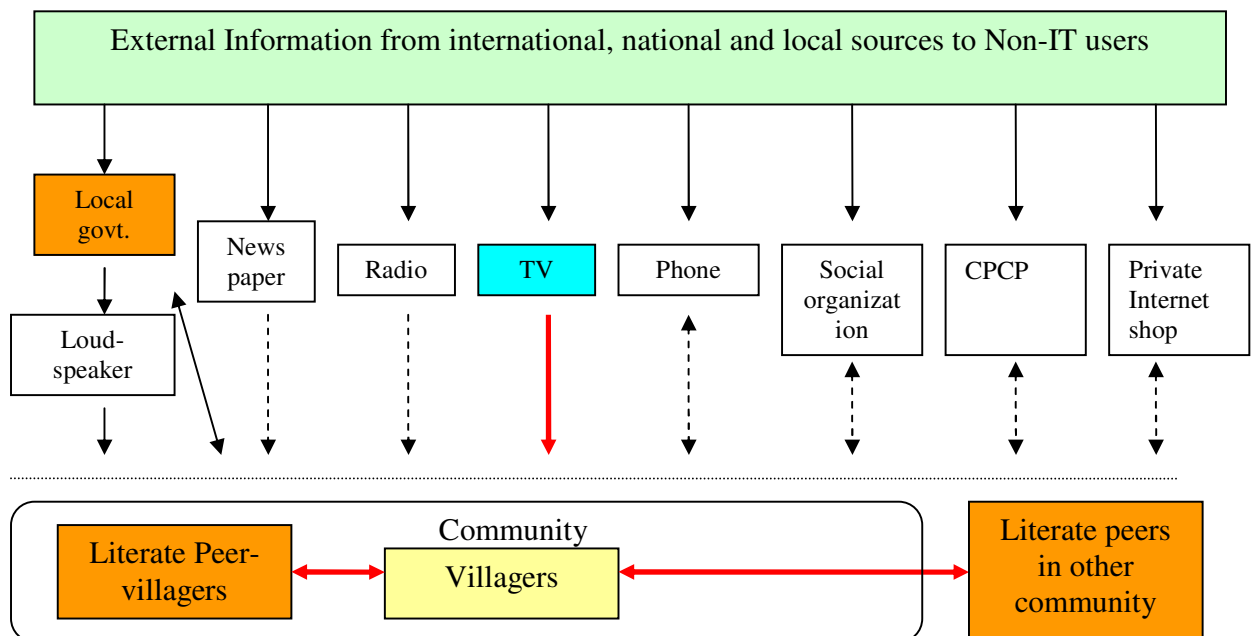 External Information from international, national and local sources to Non-IT users
Local
govt.
Loud-
speaker
News
paper
Radio
TV
Phone
Social
organizat
ion
CPCP
Private
Internet
shop
Community
Literate Peer-
villagers
Villagers
Literate peers
in other
community